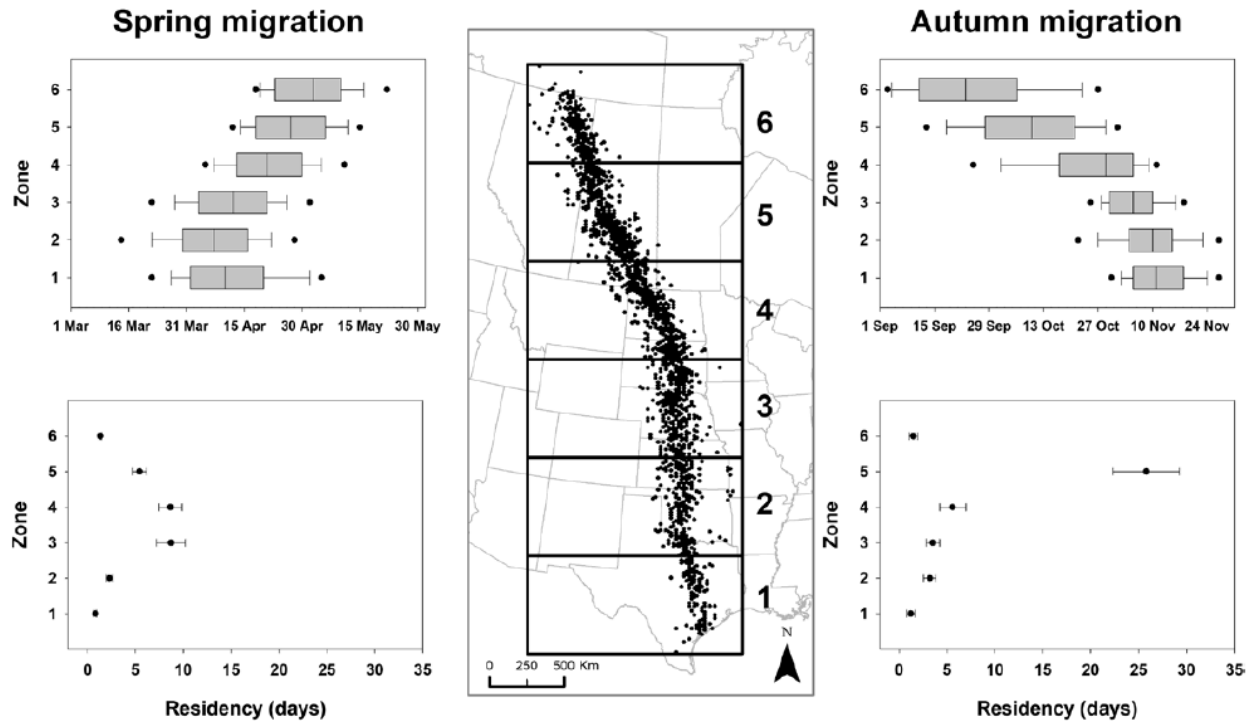 Spring migration
Autumn migration
Zone
6
5
4
3
2
1
1 Mar 16 Mar 31 Mar 15 Apr 30 Apr 15 May 30 May
Zone
6
5
4
3
2
1
0 5 10 15 20 25 30 35
Residency (days)
6
5
4
3
2
1
N
0 250 500 Km
Zone
6
5
4
3
2
1
1 Sep 15 Sep 29 Sep 13 Oct 27 Oct 10 Nov 24 Nov
Zone
6
5
4
3
2
1
0 5 10 15 20 25 30 35
Residency (days)